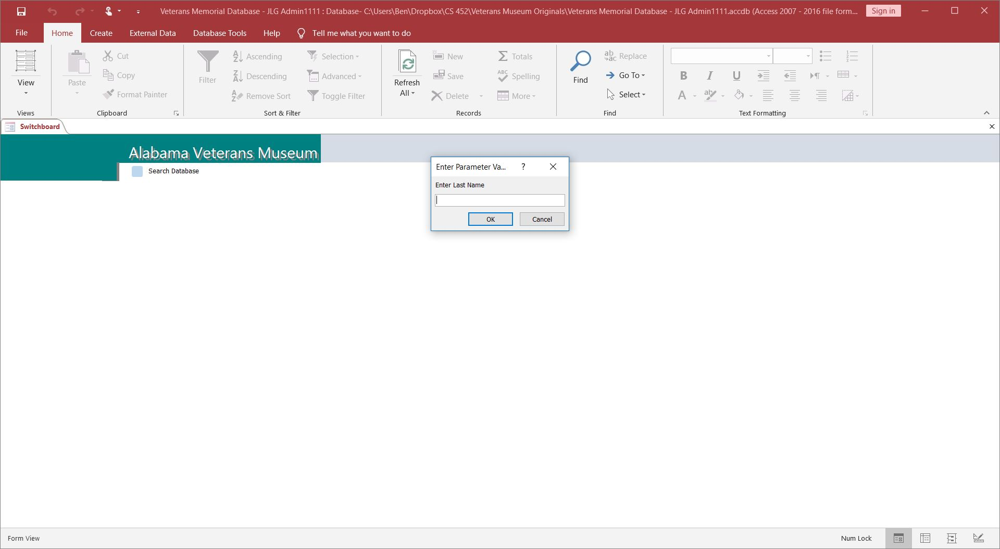 Veterans Memorial Database - JLG Admin1111 : Database- C:\Users\Ben\Dropbox\CS 452\Veterans Museum Originals\Veterans Memorial Database - JLG Admin1111.accdb (Access 2007 - 2016 file form... Sign in
File Home Create External Data Database Tools Help Tell me what you want to do
View
Views
Paste
Cut
Copy
Format Painter
Clipboard
Filter
Ascending
Descending
Remove Sort
Selection
Advanced
Toggle Filter
Sort & Filter
Refresh
All
New
Save
Delete
Totals
Spelling
More
Records
Find
Replace
Go To
Select
Find
B I U
A
Text Formatting
Switchboard
Alabama Veterans Museum
Search Database
Enter Parameter Va... ?
Enter Last Name
OK Cancel
Form View Num Lock